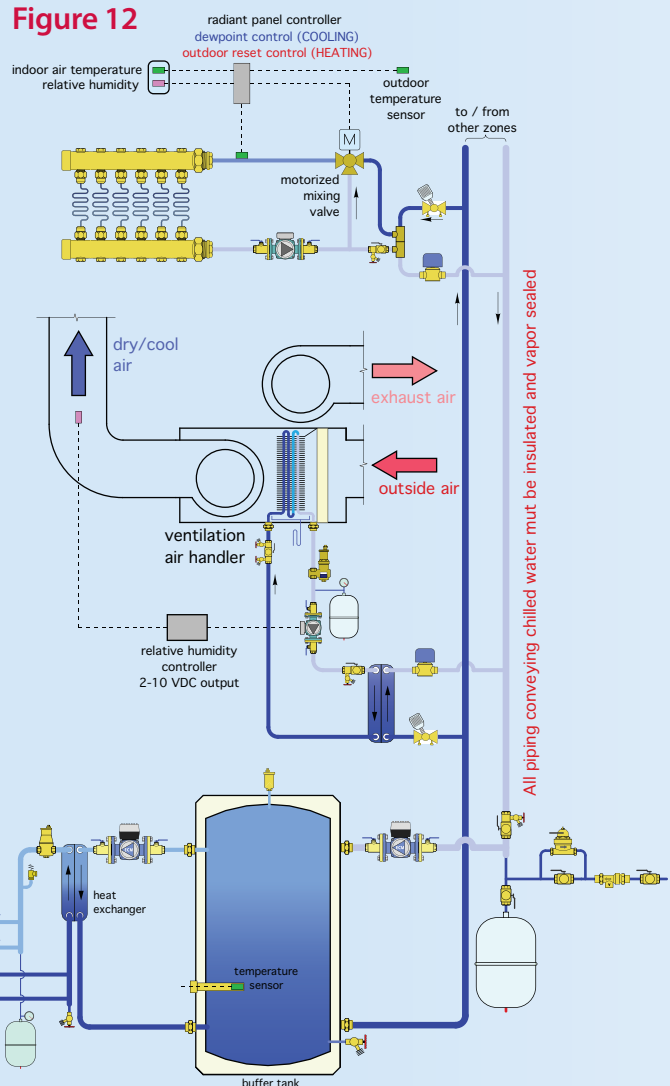 Figure 12
radiant panel controller
dewpoint control (COOLING)
outdoor reset control (HEATING)
indoor air temperature
relative humidity
outdoor
temperature
sensor
to / from
other zones
M
motorized
mixing
valve
All piping conveying chilled water mut be insulated and vapor sealed
dry/cool
air
exhaust air
outside air
ventilation
air handler
relative humidity
controller
2-10 VDC output
heat
exchanger
temperature
sensor
buffer tank